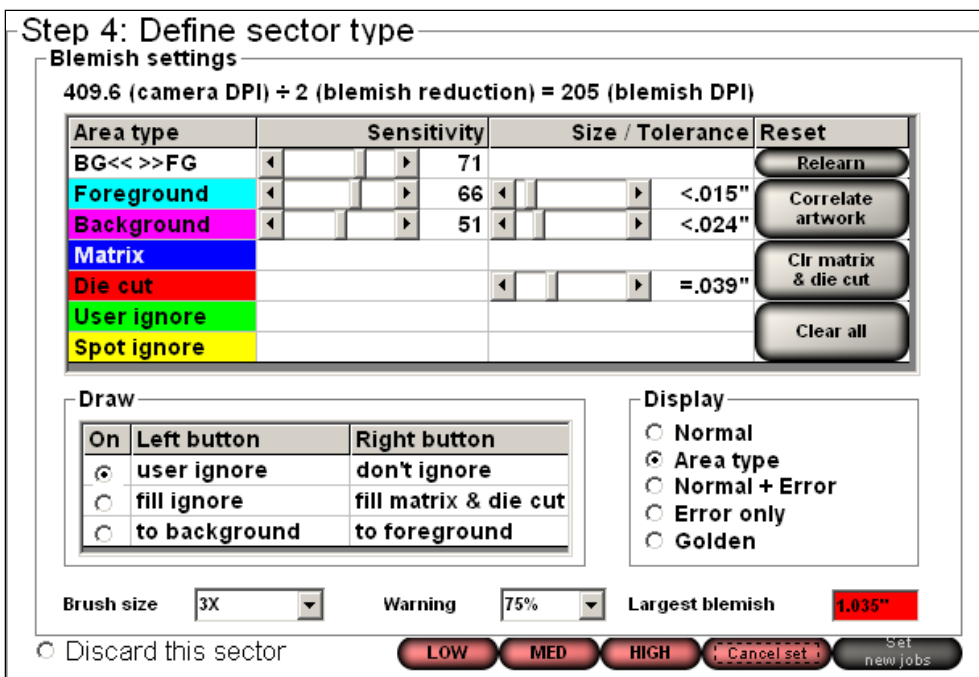 Step 4: Define sector type
Blemish settings
409.6 (camera DPI) ÷ 2 (blemish reduction) = 205 (blemish DPI)
Area type Sensitivity Size / Tolerance Reset
BG<< >>FG 71 Relearn
Foreground 66 <.015" Correlate
Background 51 <.024" artwork
Matrix Clr matrix
Die cut =.039" & die cut
User ignore Clear all
Spot ignore
Draw
On Left button Right button
user ignore don't ignore
fill ignore fill matrix & die cut
to background to foreground
Display
Normal
Area type
Normal + Error
Error only
Golden
Brush size 3X Warning 75% Largest blemish 1.035"
Discard this sector LOW MED HIGH Cancel set Set
new jobs